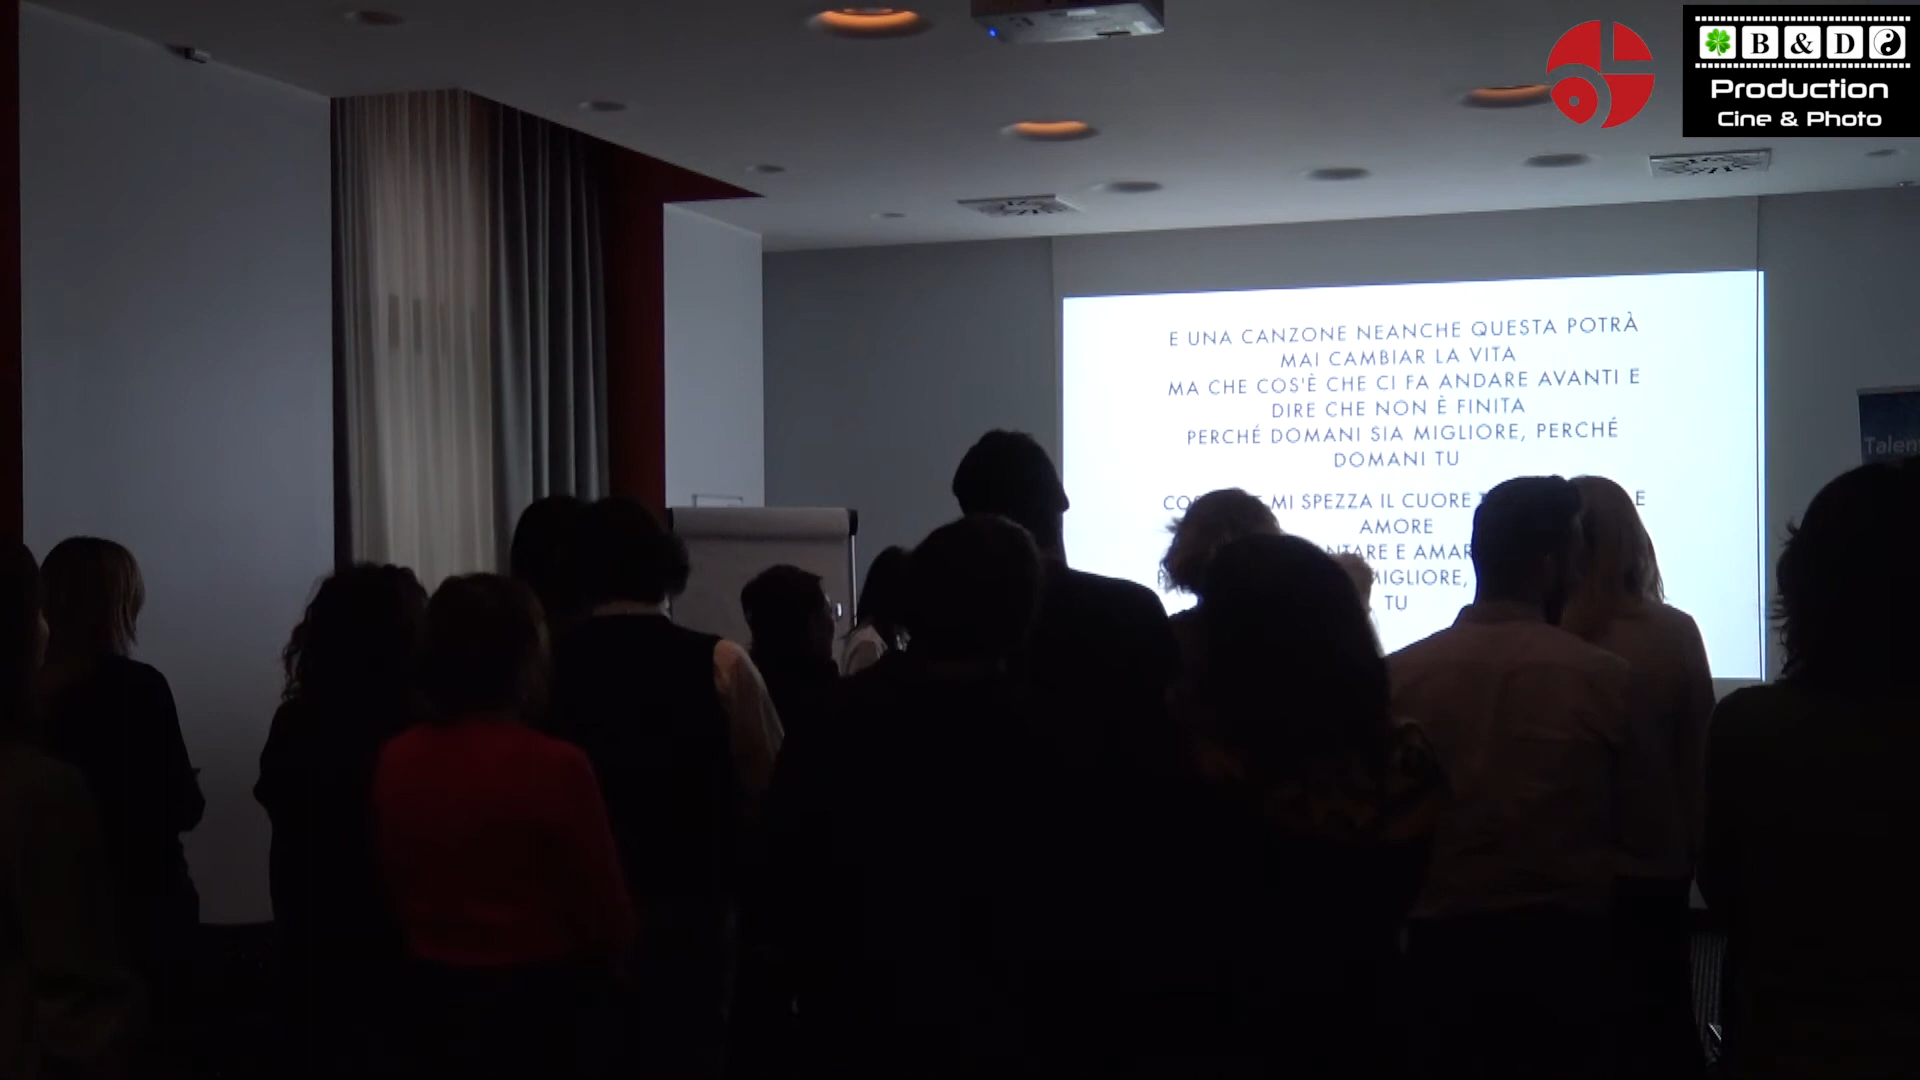 B & D
Production
Cine & Photo
E UNA CANZONE NEANCHE QUESTA POTRÀ
MAI CAMBIAR LA VITA
MA CHE COS'È CHE CI FA ANDARE AVANTI E
DIRE CHE NON È FINITA
PERCHÉ DOMANI SIA MIGLIORE, PERCHÉ
DOMANI TU
MI SPEZZA IL CUORE E
AMORE
E AMAR
MIGLIORE,
TU